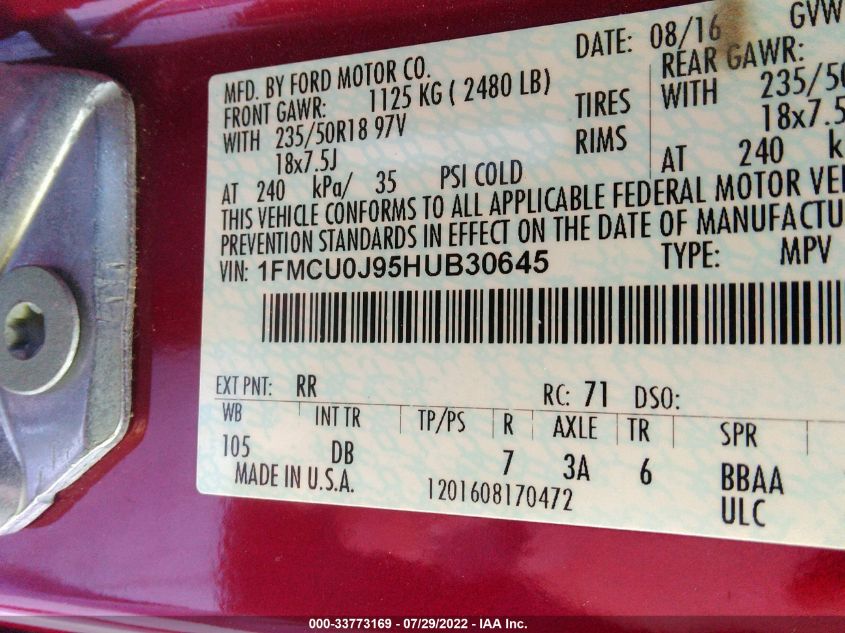 DATE: 08/16 GVW
MFD. BY FORD MOTOR CO.
FRONT GAWR: 1125 KG ( 2480 LB) REAR GAWR:
WITH 235/50R18 97V TIRES WITH 235/50
18x7.5J RIMS 18x7.5
AT 240 kPa/ 35 PSI COLD AT 240
THIS VEHICLE CONFORMS TO ALL APPLICABLE FEDERAL MOTOR VE
PREVENTION STANDARDS IN EFFECT ON THE DATE OF MANUFACTU
VIN: 1FMCU0J95HUB30645 TYPE: MPV
EXT PNT: RR RC: 71 DSO:
WB INT TR TP/PS R AXLE TR SPR
105 DB 7 3A 6 BBAA
MADE IN U.S.A. 1201608170472 ULC
000-33773169 - 07/29/2022 - IAA Inc.